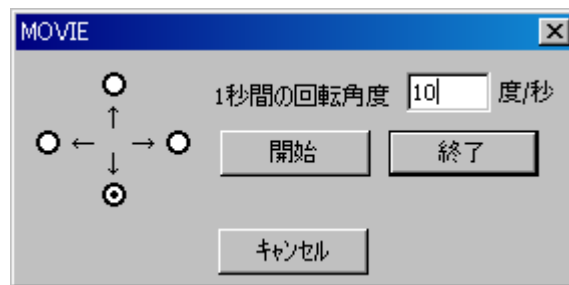 MOVIE
1秒間の回転角度 10 度/秒
↑
← →
↓
開始 終了
キャンセル